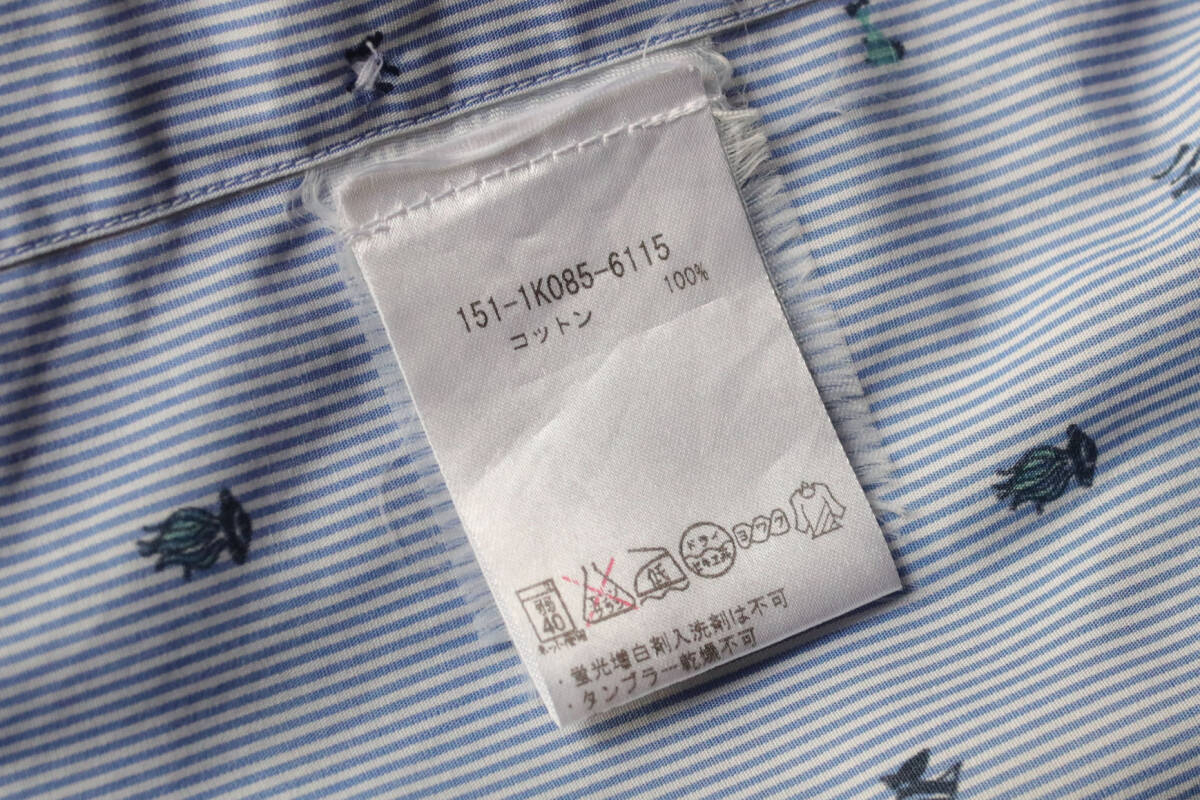 151-1K085-6115
コットン 100%
40
低
ドライ
・蛍光増白剤入洗剤は不可
・タンブラー乾燥不可